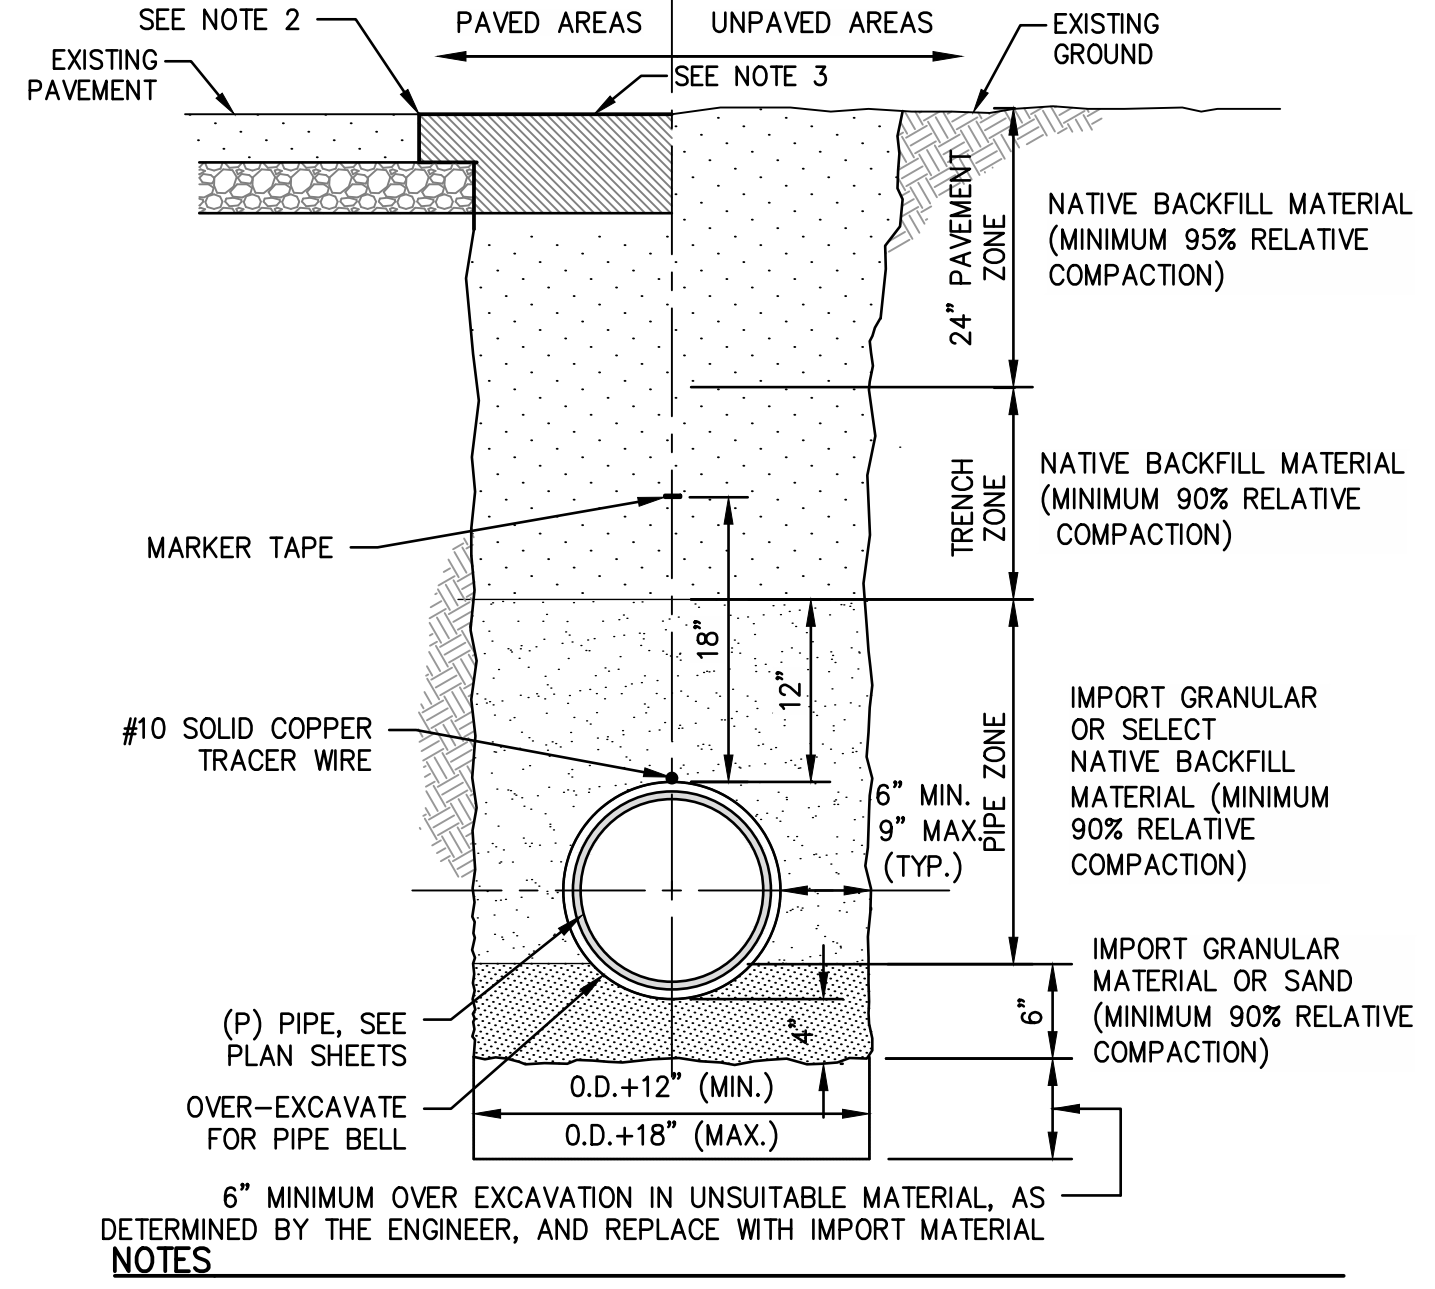 SEE NOTE 2
PAVED AREAS
UNPAVED AREAS
EXISTING
GROUND
EXISTING
PAVEMENT
SEE NOTE 3
24" PAVEMENT
ZONE
NATIVE BACKFILL MATERIAL
(MINIMUM 95% RELATIVE
COMPACTION)
TRENCH
ZONE
NATIVE BACKFILL MATERIAL
(MINIMUM 90% RELATIVE
COMPACTION)
MARKER TAPE
18"
12"
#10 SOLID COPPER
TRACER WIRE
PIPE ZONE
IMPORT GRANULAR
OR SELECT
NATIVE BACKFILL
MATERIAL (MINIMUM
90% RELATIVE
COMPACTION)
6" MIN.
9" MAX.
(TYP.)
IMPORT GRANULAR
MATERIAL OR SAND
(MINIMUM 90% RELATIVE
COMPACTION)
6"
4"
(P) PIPE, SEE
PLAN SHEETS
OVER-EXCAVATE
FOR PIPE BELL
O.D.+12" (MIN.)
O.D.+18" (MAX.)
6" MINIMUM OVER EXCAVATION IN UNSUITABLE MATERIAL, AS
DETERMINED BY THE ENGINEER, AND REPLACE WITH IMPORT MATERIAL
NOTES